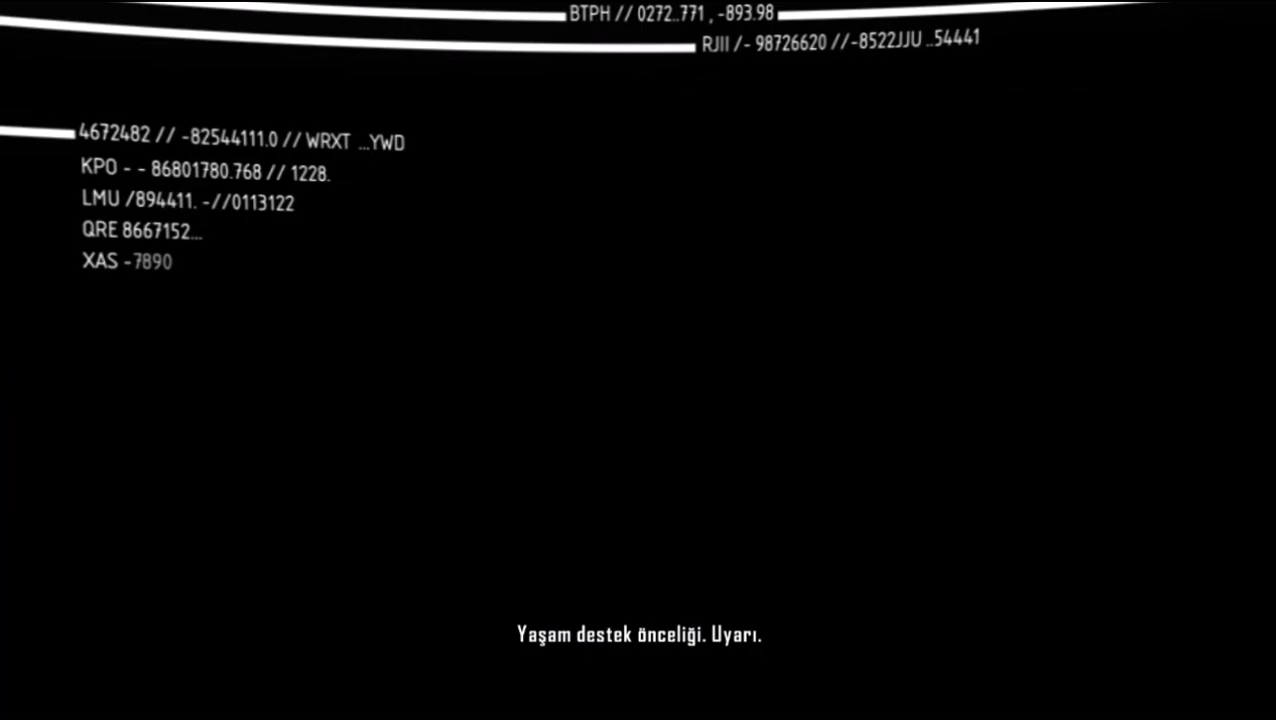 BTPH // 0272..771 , -893.98
RJII /- 98726620 //-8522JJU ..54441
4672482 // -82544111.0 // WRXT ...YWD
KPO - - 86801780.768 // 1228.
LMU /894411. -//0113122
QRE 8667152...
XAS -7890
Yaşam destek önceliği. Uyarı.